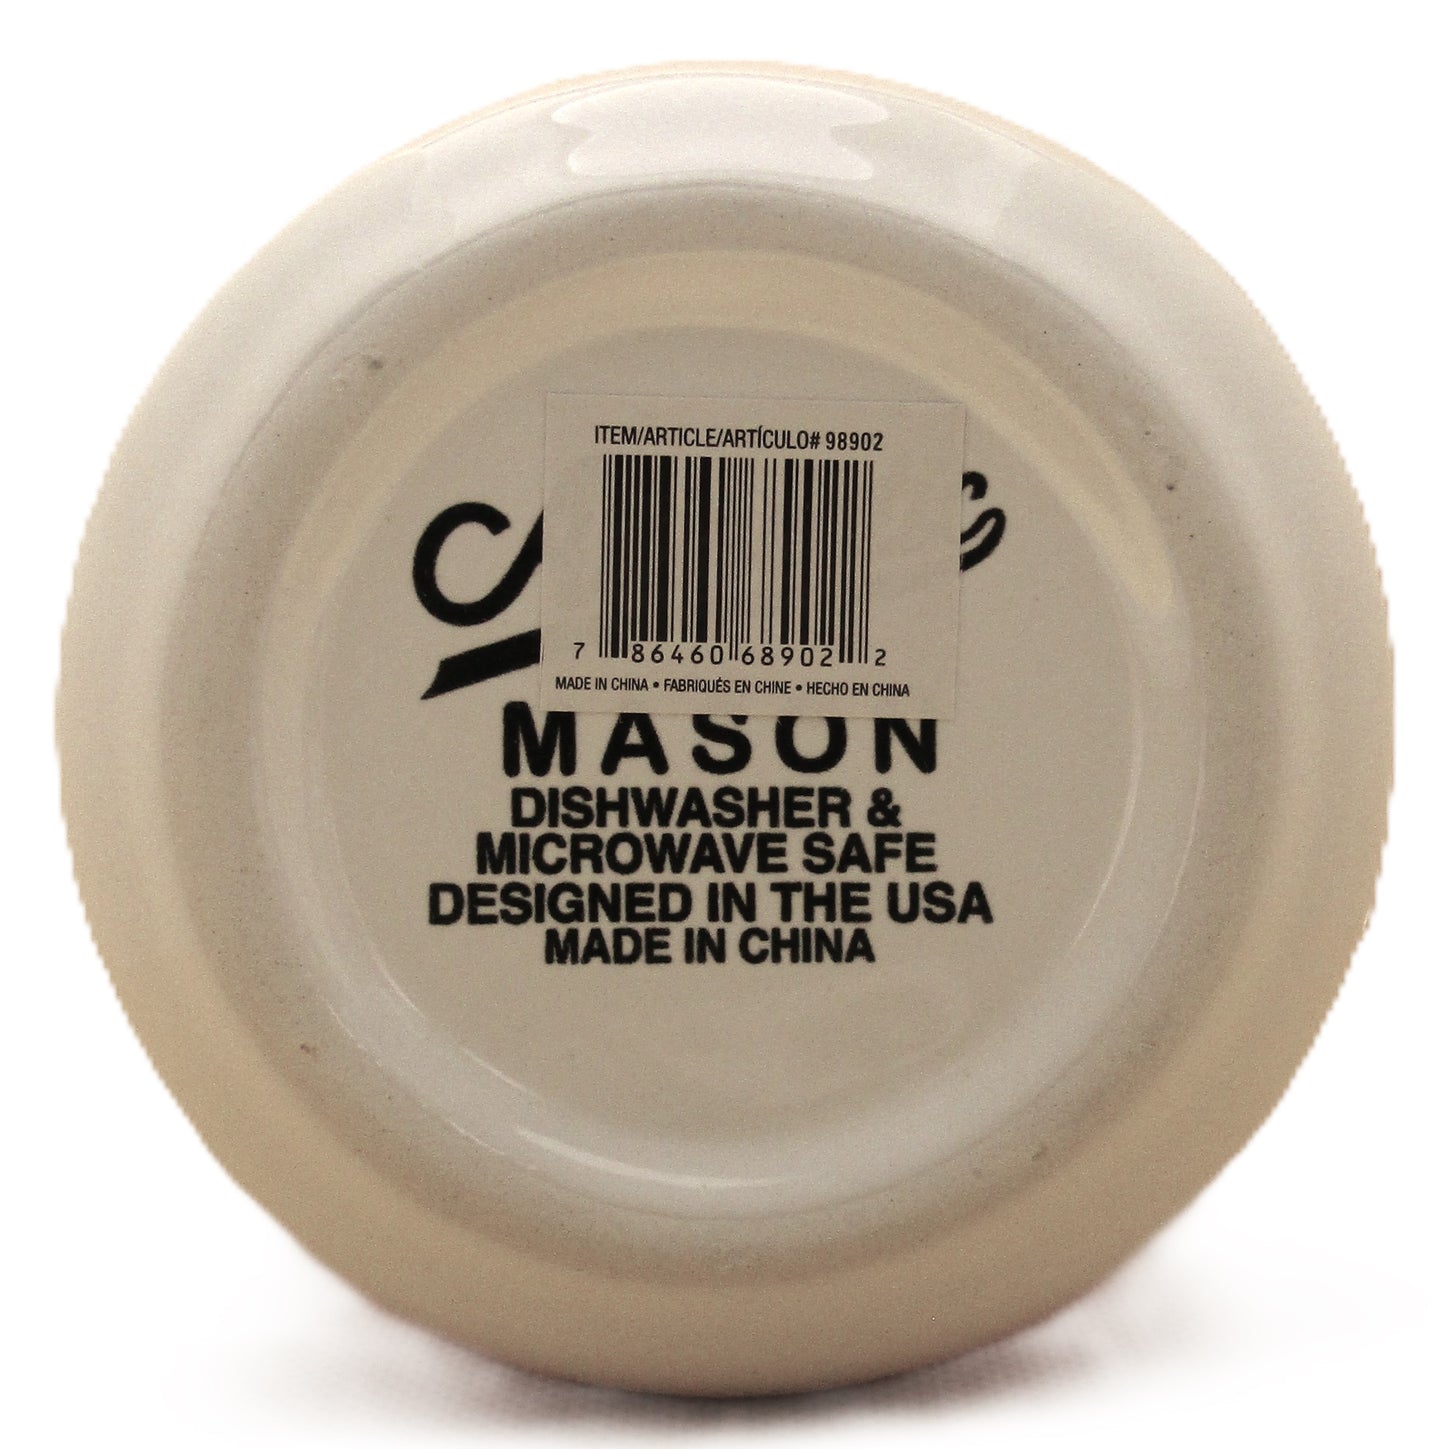 ITEM/ARTICLE/ARTÍCULO# 98902
7 86460 68902 2
MADE IN CHINA • FABRIQUÉS EN CHINE • HECHO EN CHINA
MASON
DISHWASHER &
MICROWAVE SAFE
DESIGNED IN THE USA
MADE IN CHINA